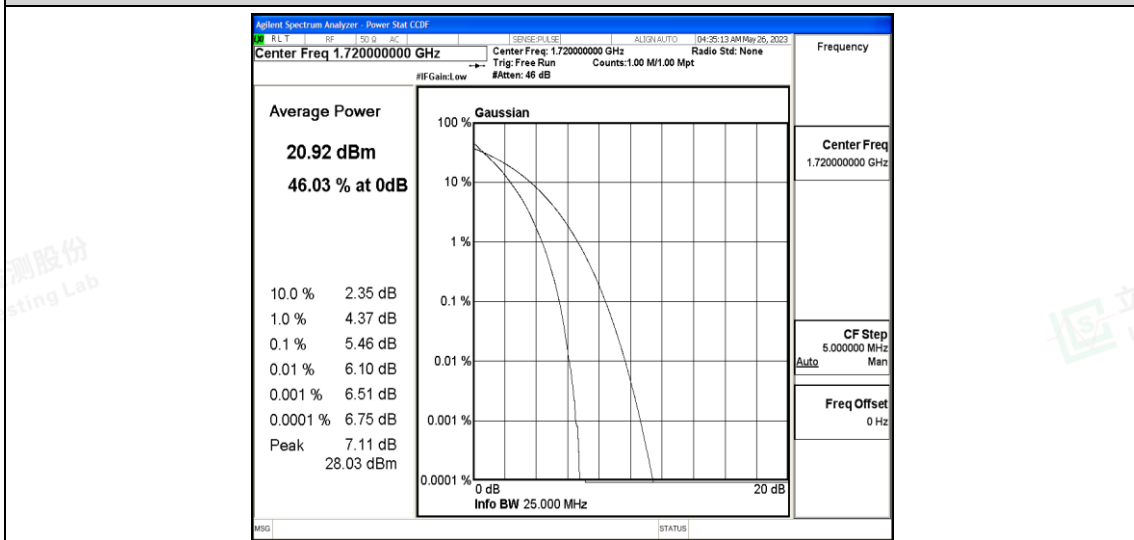 Agilent Spectrum Analyzer - Power Stat CCDF
RLT RF 50 Ω AC SENSE:PULSE ALIGN AUTO 04:35:13 AM May 26, 2023
Center Freq 1.720000000 GHz
Center Freq: 1.720000000 GHz Radio Std: None
Trig: Free Run Counts:1.00 M/1.00 Mpt
#IFGain:Low #Atten: 46 dB
Frequency
Average Power
20.92 dBm
46.03 % at 0dB
10.0 % 2.35 dB
1.0 % 4.37 dB
0.1 % 5.46 dB
0.01 % 6.10 dB
0.001 % 6.51 dB
0.0001 % 6.75 dB
Peak 7.11 dB
28.03 dBm
Gaussian
100 %
10 %
1 %
0.1 %
0.01 %
0.001 %
0.0001 %
0 dB 20 dB
Info BW 25.000 MHz
Center Freq
1.720000000 GHz
CF Step
5.000000 MHz
Auto Man
Freq Offset
0 Hz
MSG STATUS
测股份
sting Lab
立